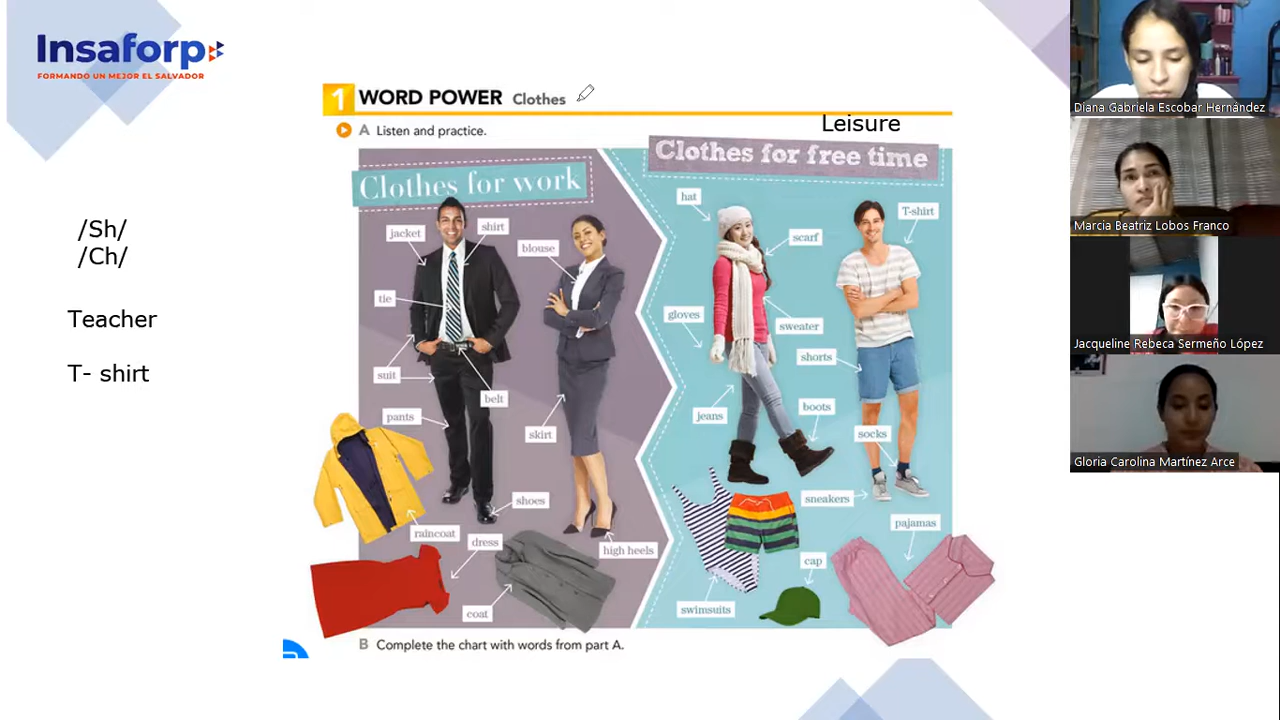 Insaforp
FORMANDO UN MEJOR EL SALVADOR
1 WORD POWER Clothes
A Listen and practice.
Leisure
Clothes for work
Clothes for free time
/Sh/
/Ch/
Teacher
T- shirt
jacket
shirt
blouse
tie
suit
belt
pants
skirt
shoes
raincoat
dress
high heels
coat
hat
T-shirt
scarf
gloves
sweater
shorts
jeans
boots
socks
sneakers
pajamas
cap
swimsuits
B Complete the chart with words from part A.
Diana Gabriela Escobar Hernández
Marcia Beatriz Lobos Franco
Jacqueline Rebeca Sermeño López
Gloria Carolina Martínez Arce